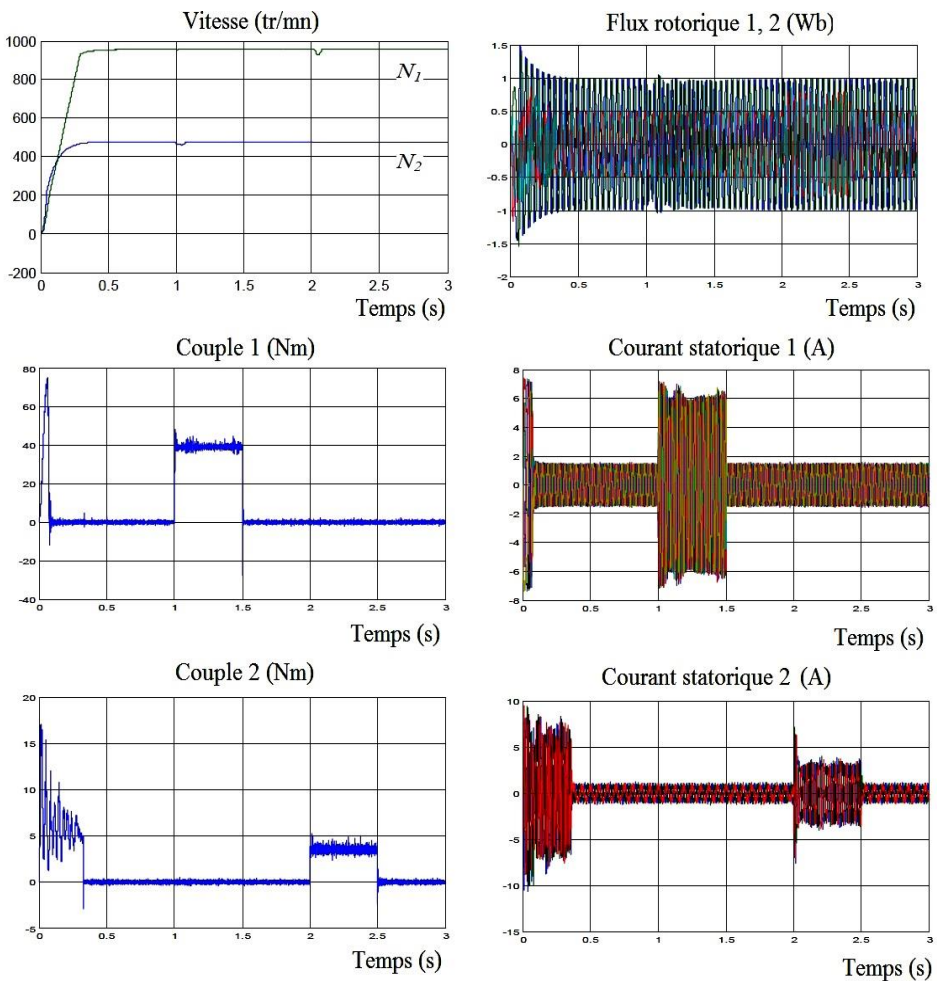 Vitesse (tr/mn)
1000
800
600
400
200
0
-200
N1
N2
0 0.5 1 1.5 2 2.5 3
Temps (s)
Flux rotorique 1, 2 (Wb)
1.5
1
0.5
0
-0.5
-1
-1.5
-2
0 0.5 1 1.5 2 2.5 3
Temps (s)
Couple 1 (Nm)
80
60
40
20
0
-20
-40
0 0.5 1 1.5 2 2.5 3
Temps (s)
Courant statorique 1 (A)
8
6
4
2
0
-2
-4
-6
-8
0 0.5 1 1.5 2 2.5 3
Temps (s)
Couple 2 (Nm)
20
15
10
5
0
-5
0 0.5 1 1.5 2 2.5 3
Temps (s)
Courant statorique 2 (A)
10
5
0
-5
-10
-15
0 0.5 1 1.5 2 2.5 3
Temps (s)